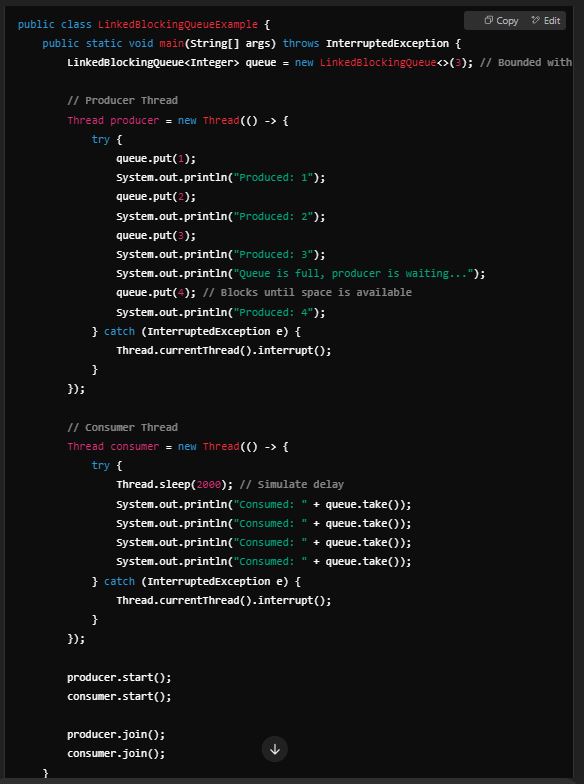 Copy Edit
public class LinkedBlockingQueueExample {
    public static void main(String[] args) throws InterruptedException {
        LinkedBlockingQueue<Integer> queue = new LinkedBlockingQueue<>(3); // Bounded with
        // Producer Thread
        Thread producer = new Thread(() -> {
            try {
                queue.put(1);
                System.out.println("Produced: 1");
                queue.put(2);
                System.out.println("Produced: 2");
                queue.put(3);
                System.out.println("Produced: 3");
                System.out.println("Queue is full, producer is waiting...");
                queue.put(4); // Blocks until space is available
                System.out.println("Produced: 4");
            } catch (InterruptedException e) {
                Thread.currentThread().interrupt();
            }
        });
        // Consumer Thread
        Thread consumer = new Thread(() -> {
            try {
                Thread.sleep(2000); // Simulate delay
                System.out.println("Consumed: " + queue.take());
                System.out.println("Consumed: " + queue.take());
                System.out.println("Consumed: " + queue.take());
                System.out.println("Consumed: " + queue.take());
            } catch (InterruptedException e) {
                Thread.currentThread().interrupt();
            }
        });
        producer.start();
        consumer.start();
        producer.join();
        consumer.join();
    }